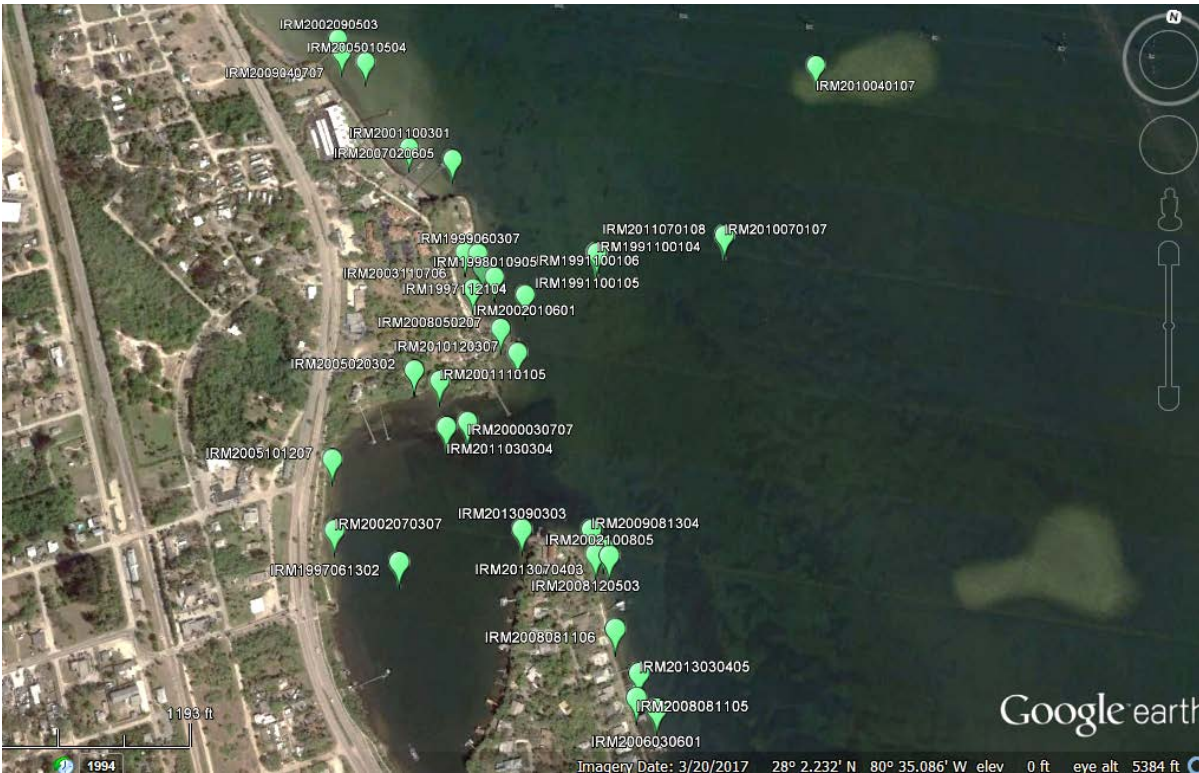 N
IRM2002090503
IRM2005010504
IRM2009040707
IRM2010040107
IRM2001100301
IRM2007020605
IRM2011070108
IRM2010070107
IRM1999060307
IRM1991100104
IRM1998010905
IRM1991100106
IRM2003110706
IRM1997112104
IRM1991100105
IRM2002010601
IRM2008050207
IRM2010120307
IRM2005020302
IRM2001110105
IRM2000030707
IRM2011030304
IRM2005101207
IRM2013090303
IRM2002070307
IRM2009081304
IRM2002100805
IRM1997061302
IRM2013070403
IRM2008120503
IRM2008081106
IRM2013030405
IRM2008081105
IRM2006030601
1193 ft
Google earth
1994
Imagery Date: 3/20/2017 28° 2.232' N 80° 35.086' W elev 0 ft eye alt 5384 ft